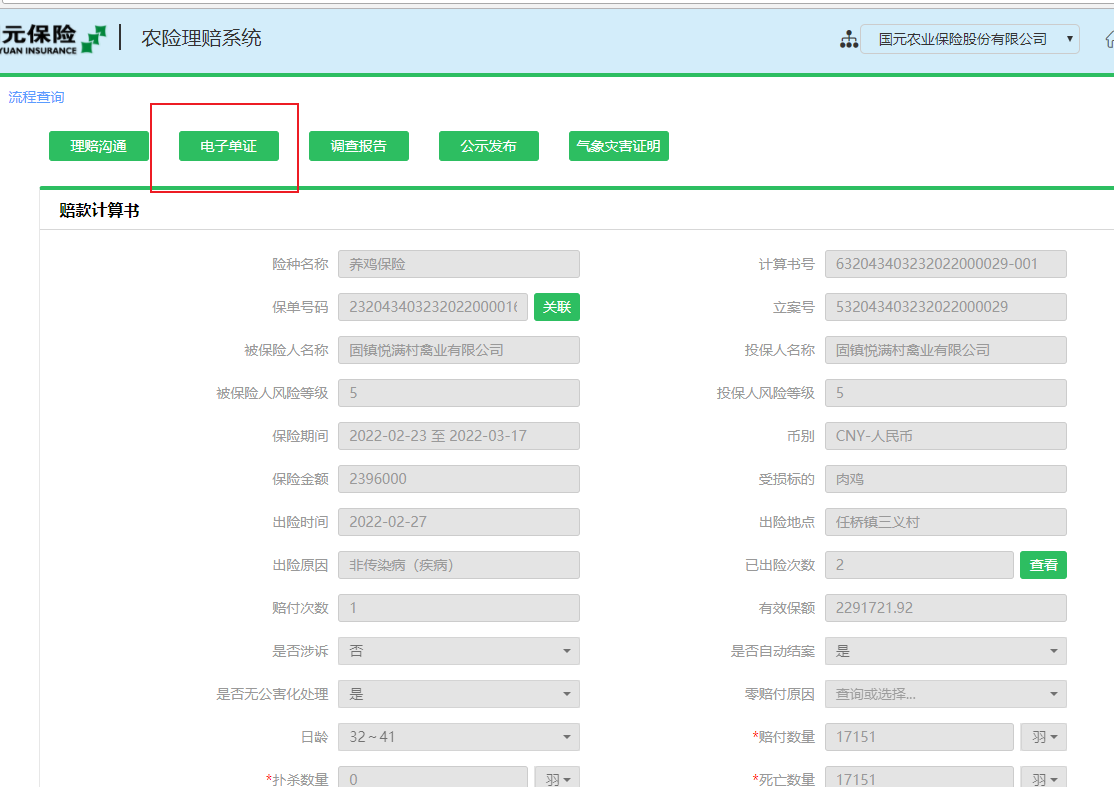 元保险 农险理赔系统 国元农业保险股份有限公司
YUAN INSURANCE
流程查询
理赔沟通 电子单证 调查报告 公示发布 气象灾害证明
赔款计算书
险种名称 养鸡保险 计算书号 632043403232022000029-001
保单号码 232043403232022000016 关联 立案号 532043403232022000029
被保险人名称 固镇悦满村禽业有限公司 投保人名称 固镇悦满村禽业有限公司
被保险人风险等级 5 投保人风险等级 5
保险期间 2022-02-23 至 2022-03-17 币别 CNY-人民币
保险金额 2396000 受损标的 肉鸡
出险时间 2022-02-27 出险地点 任桥镇三义村
出险原因 非传染病（疾病） 已出险次数 2 查看
赔付次数 1 有效保额 2291721.92
是否涉诉 否 是否自动结案 是
是否无公害化处理 是 零赔付原因 查询或选择...
日龄 32～41 *赔付数量 17151 羽
*扑杀数量 0 羽 *死亡数量 17151 羽